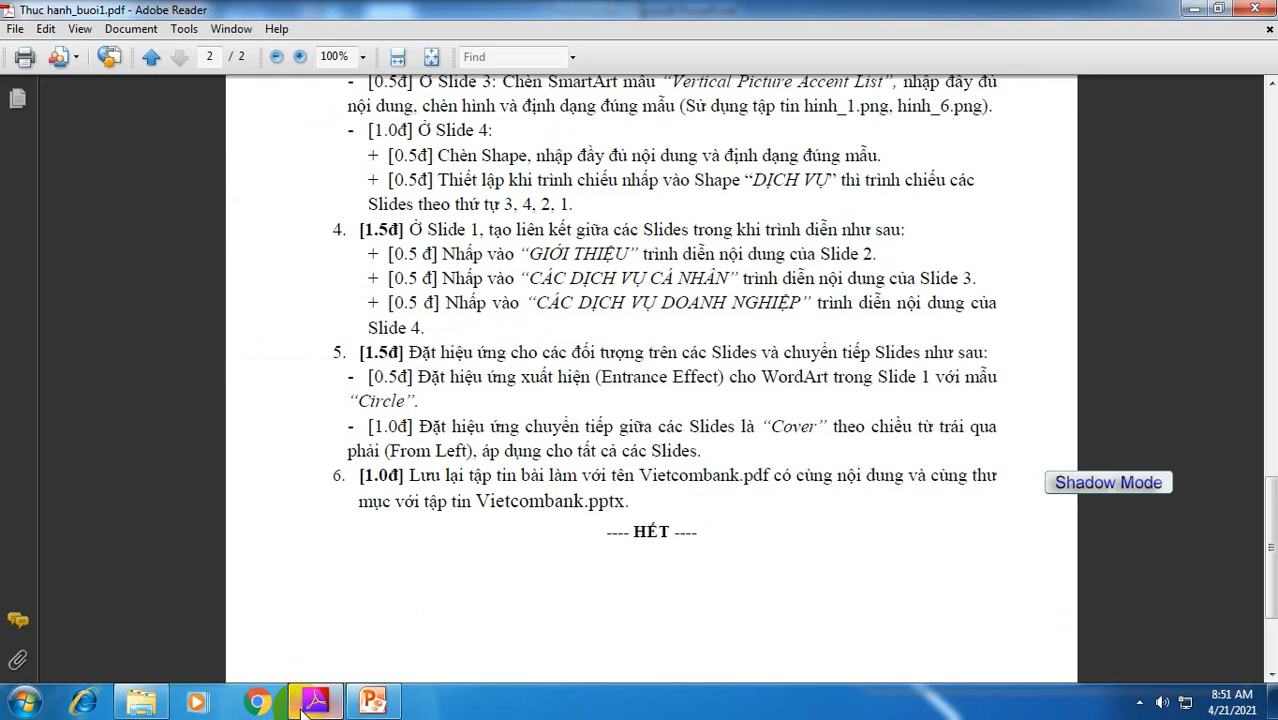 Thuc hanh_buoi1.pdf - Adobe Reader
File Edit View Document Tools Window Help
2 / 2 100% Find
- [0.5đ] Ở Slide 3: Chèn SmartArt mẫu “Vertical Picture Accent List”, nhập đầy đủ
nội dung, chèn hình và định dạng đúng mẫu (Sử dụng tập tin hinh_1.png, hinh_6.png).
- [1.0đ] Ở Slide 4:
+ [0.5đ] Chèn Shape, nhập đầy đủ nội dung và định dạng đúng mẫu.
+ [0.5đ] Thiết lập khi trình chiếu nhấp vào Shape “DỊCH VỤ” thì trình chiếu các
Slides theo thứ tự 3, 4, 2, 1.
4. [1.5đ] Ở Slide 1, tạo liên kết giữa các Slides trong khi trình diễn như sau:
+ [0.5 đ] Nhấp vào “GIỚI THIỆU” trình diễn nội dung của Slide 2.
+ [0.5 đ] Nhấp vào “CÁC DỊCH VỤ CÁ NHÂN” trình diễn nội dung của Slide 3.
+ [0.5 đ] Nhấp vào “CÁC DỊCH VỤ DOANH NGHIỆP” trình diễn nội dung của
Slide 4.
5. [1.5đ] Đặt hiệu ứng cho các đối tượng trên các Slides và chuyển tiếp Slides như sau:
- [0.5đ] Đặt hiệu ứng xuất hiện (Entrance Effect) cho WordArt trong Slide 1 với mẫu
“Circle”.
- [1.0đ] Đặt hiệu ứng chuyển tiếp giữa các Slides là “Cover” theo chiều từ trái qua
phải (From Left), áp dụng cho tất cả các Slides.
6. [1.0đ] Lưu lại tập tin bài làm với tên Vietcombank.pdf có cùng nội dung và cùng thư
mục với tập tin Vietcombank.pptx.
---- HẾT ----
Shadow Mode
8:51 AM
4/21/2021